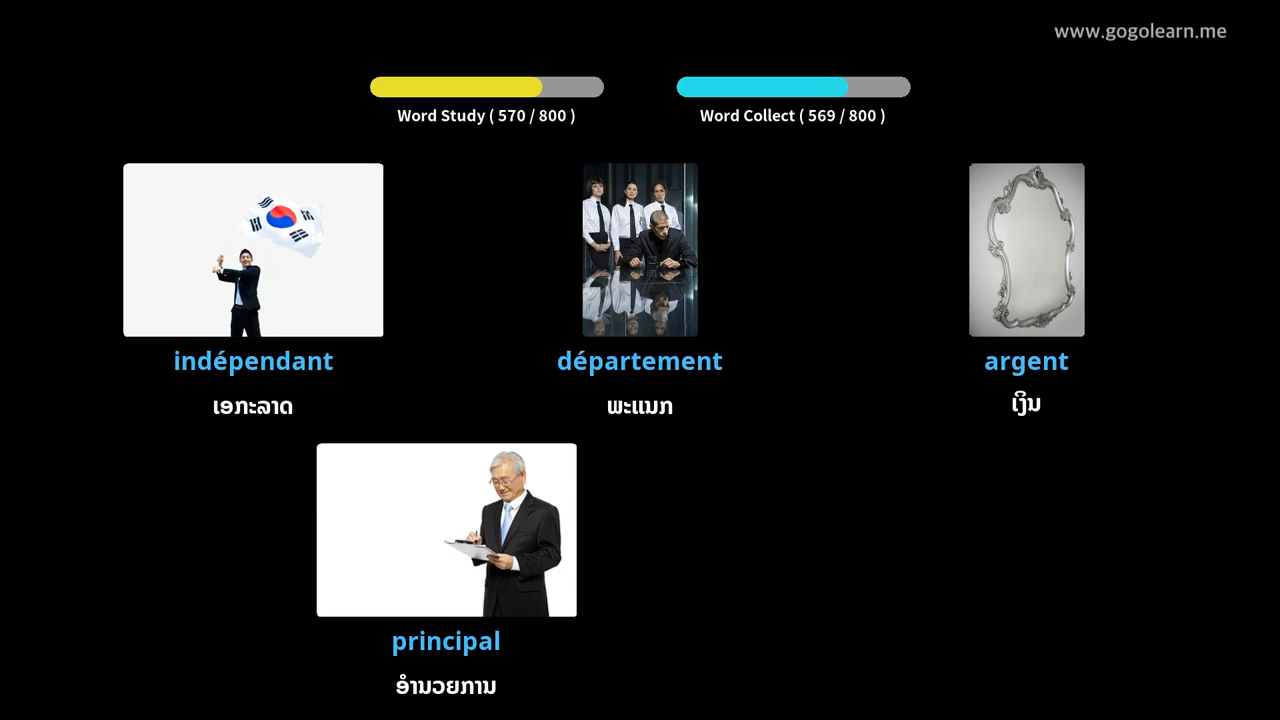 www.gogolearn.me
Word Study ( 570 / 800 )
Word Collect ( 569 / 800 )
indépendant
ເອກະລາດ
département
ພະແນກ
argent
ເງິນ
principal
ອໍານວຍການ